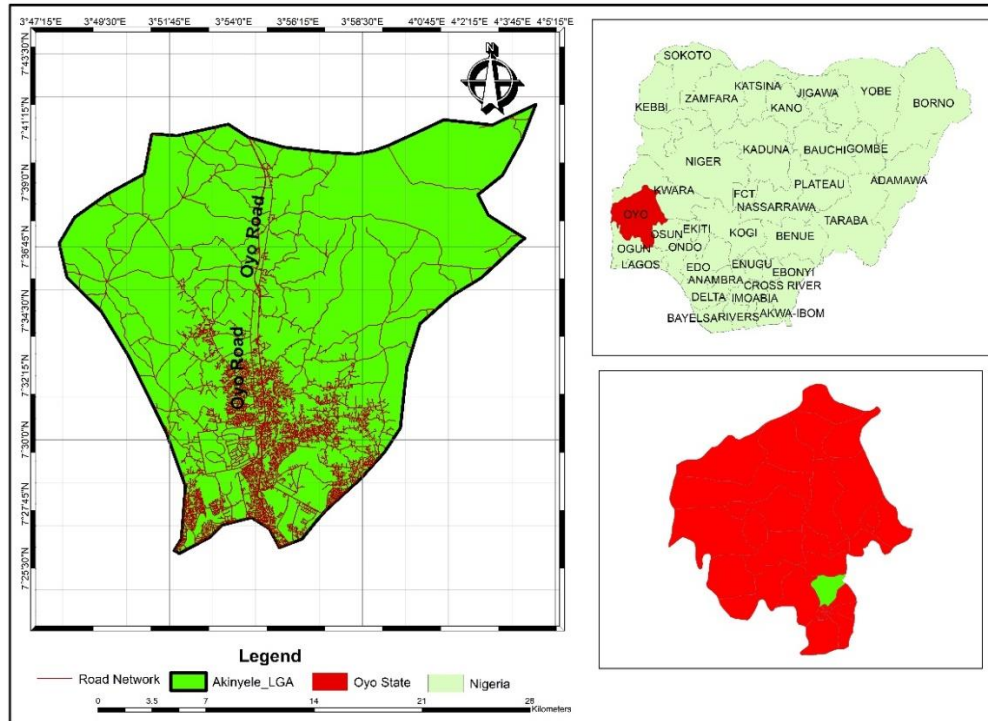 3°47'15"E 3°49'30"E 3°51'45"E 3°54'0"E 3°56'15"E 3°58'30"E 4°0'45"E 4°2'15"E 4°3'45"E 4°5'15"E
7°43'30"N
7°41'15"N
7°39'0"N
7°36'45"N
7°34'30"N
7°32'15"N
7°30'0"N
7°27'45"N
7°25'30"N
N
Oyo Road
Oyo Road
SOKOTO
KATSINA
JIGAWA
YOBE
KEBBI
ZAMFARA
KANO
BORNO
KADUNA
BAUCHI
GOMBE
NIGER
ADAMAWA
KWARA
FCT
PLATEAU
NASSARRAWA
OYO
TARABA
OSUN
EKITI
KOGI
BENUE
OGUN
ONDO
LAGOS
EDO
ENUGU
EBONYI
ANAMBRA
CROSS RIVER
DELTA
IMO
ABIA
BAYELSA
RIVERS
AKWA-IBOM
Legend
Road Network Akinyele_LGA Oyo State Nigeria
0 3.5 7 14 21 28
Kilometers